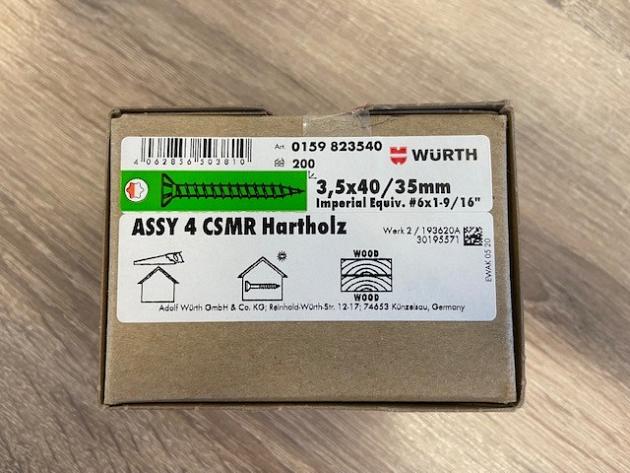 Art. 0159 823540
WÜRTH
4 062856 503810
200
3,5x40/35mm
Imperial Equiv. #6x1-9/16"
ASSY 4 CSMR Hartholz
Werk 2 / 193620A
30195571
WOOD
WOOD
EWAK 05 20
Adolf Würth GmbH & Co. KG; Reinhold-Würth-Str. 12-17; 74653 Künzelsau, Germany